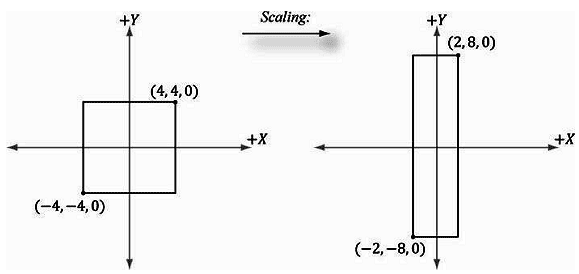 Scaling:
+Y
(4, 4, 0)
+X
(−4, −4, 0)
+Y
(2, 8, 0)
+X
(−2, −8, 0)